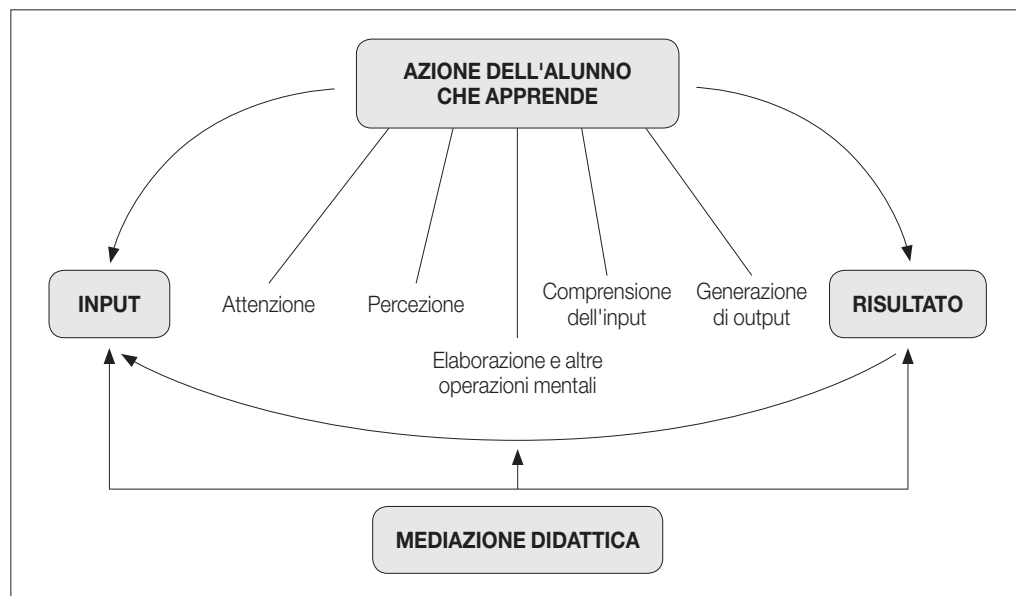 AZIONE DELL'ALUNNO
CHE APPRENDE
INPUT
Attenzione
Percezione
Comprensione
dell'input
Generazione
di output
RISULTATO
Elaborazione e altre
operazioni mentali
MEDIAZIONE DIDATTICA